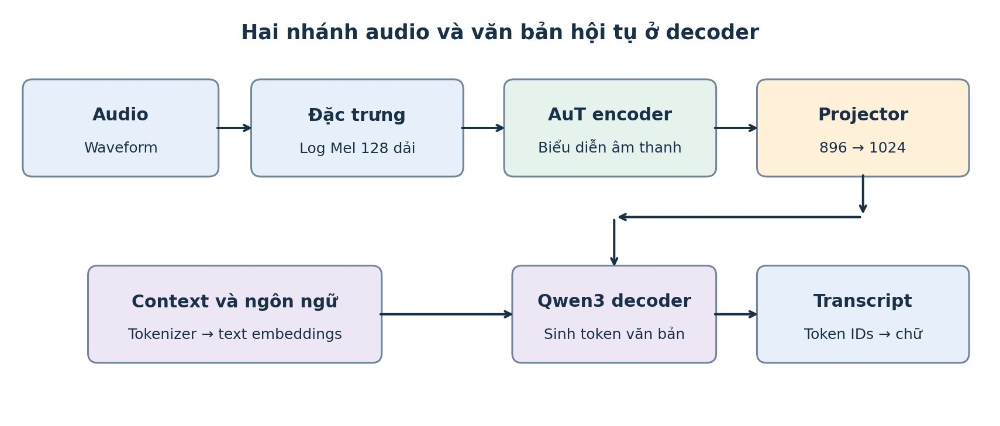 Hai nhánh audio và văn bản hội tụ ở decoder
Audio
Waveform
Đặc trưng
Log Mel 128 dải
AuT encoder
Biểu diễn âm thanh
Projector
896 → 1024
Context và ngôn ngữ
Tokenizer → text embeddings
Qwen3 decoder
Sinh token văn bản
Transcript
Token IDs → chữ